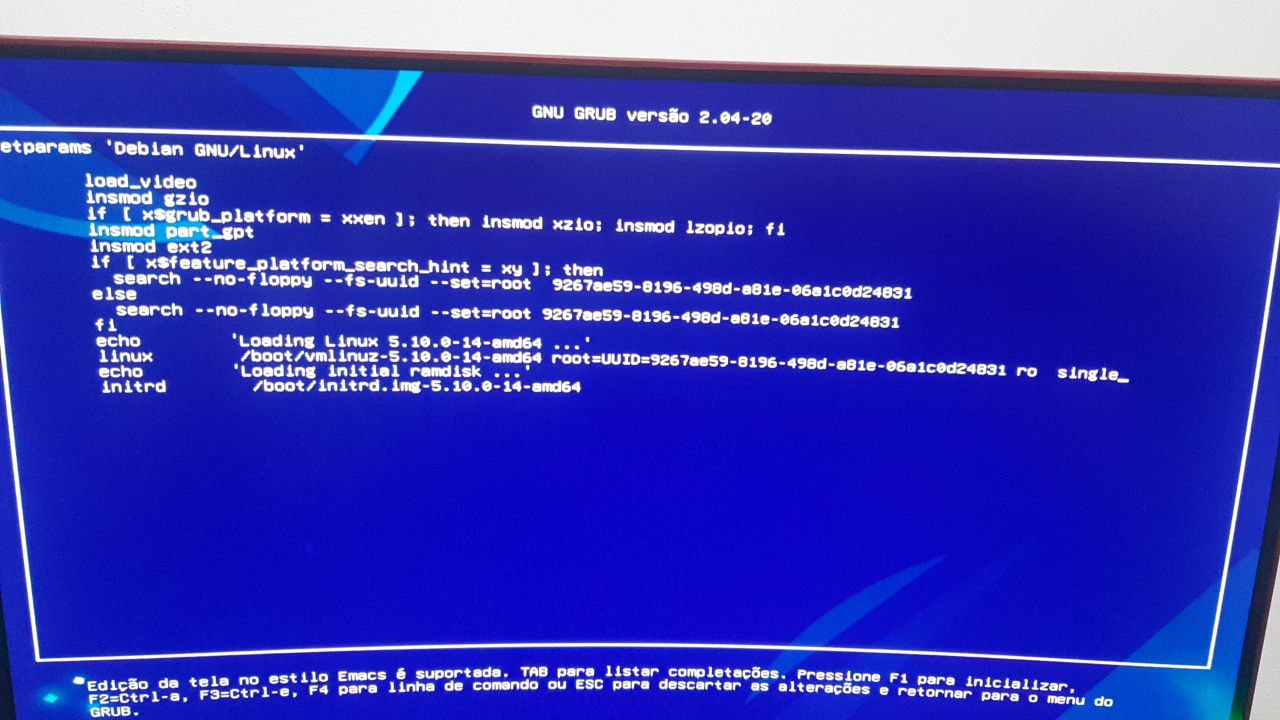 GNU GRUB versão 2.04-20
etparams 'Debian GNU/Linux'
load_video
insmod gzio
if [ x$grub_platform = xxen ]; then insmod xzio; insmod lzopio; fi
insmod part_gpt
insmod ext2
if [ x$feature_platform_search_hint = xy ]; then
search --no-floppy --fs-uuid --set=root 9267ae59-8196-498d-a81e-06a1c0d24831
else
search --no-floppy --fs-uuid --set=root 9267ae59-8196-498d-a81e-06a1c0d24831
fi
echo 'Loading Linux 5.10.0-14-amd64 ...'
linux /boot/vmlinuz-5.10.0-14-amd64 root=UUID=9267ae59-8196-498d-a81e-06a1c0d24831 ro single_
echo 'Loading initial ramdisk ...'
initrd /boot/initrd.img-5.10.0-14-amd64
Edição da tela no estilo Emacs é suportada. TAB para listar completações. Pressione F1 para inicializar,
F2=Ctrl-a, F3=Ctrl-e, F4 para linha de comando ou ESC para descartar as alterações e retornar para o menu do
GRUB.